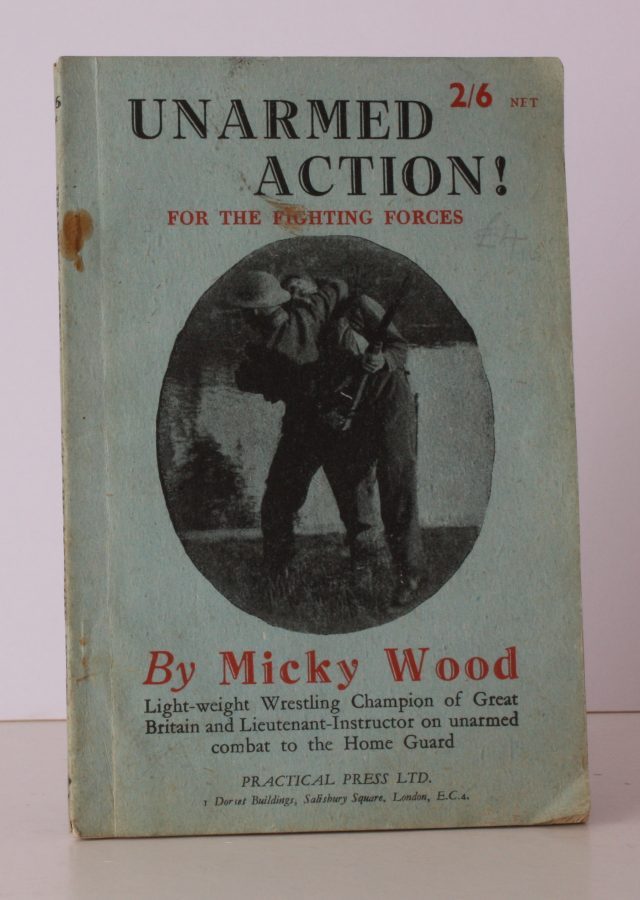 UNARMED
2/6 NET
ACTION!
FOR THE FIGHTING FORCES
£4
By Micky Wood
Light-weight Wrestling Champion of Great
Britain and Lieutenant-Instructor on unarmed
combat to the Home Guard
PRACTICAL PRESS LTD.
1 Dorset Buildings, Salisbury Square, London, E.C.4.